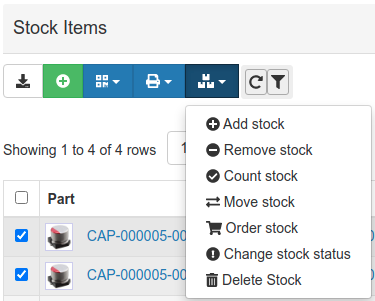 Stock Items
Showing 1 to 4 of 4 rows
Add stock
Remove stock
Count stock
Move stock
Order stock
Change stock status
Delete Stock
Part
CAP-000005-00
CAP-000005-00